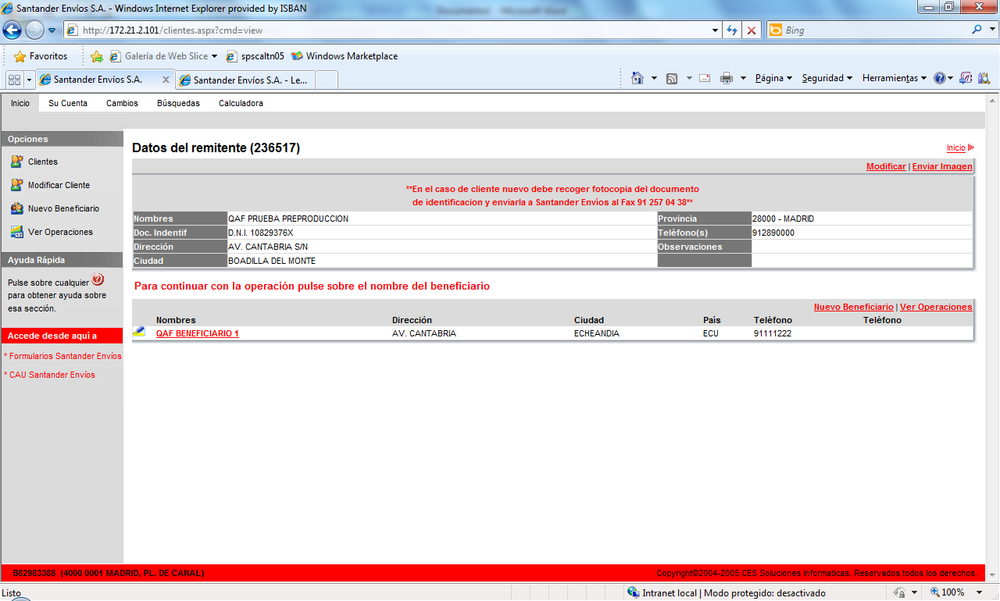 Santander Envíos S.A. - Windows Internet Explorer provided by ISBAN
http://172.21.2.101/clientes.aspx?cmd=view
Bing
Favoritos
Galería de Web Slice
spscaltn05
Windows Marketplace
Santander Envíos S.A.
Santander Envíos S.A. - Le...
Página
Seguridad
Herramientas
Inicio Su Cuenta Cambios Búsquedas Calculadora
Opciones
Clientes
Modificar Cliente
Nuevo Beneficiario
Ver Operaciones
Ayuda Rápida
Pulse sobre cualquier ?
para obtener ayuda sobre
esa sección.
Accede desde aquí a
* Formularios Santander Envíos
* CAU Santander Envíos
Datos del remitente (236517)
Inicio
Modificar | Enviar Imagen
**En el caso de cliente nuevo debe recoger fotocopia del documento
de identificacion y enviarla a Santander Envíos al Fax 91 257 04 38**
Nombres QAF PRUEBA PREPRODUCCION Provincia 28000 - MADRID
Doc. Indentif D.N.I. 10829376X Teléfono(s) 912890000
Dirección AV. CANTABRIA S/N Observaciones
Ciudad BOADILLA DEL MONTE
Para continuar con la operación pulse sobre el nombre del beneficiario
Nuevo Beneficiario | Ver Operaciones
Nombres Dirección Ciudad País Teléfono Teléfono
QAF BENEFICIARIO 1 AV. CANTABRIA ECHEANDIA ECU 91111222
B82983388 (4000 0001 MADRID, PL. DE CANAL)
Copyright©2004-2005.CES Soluciones Informaticas. Reservados todos los derechos.
Listo
Intranet local | Modo protegido: desactivado
100%